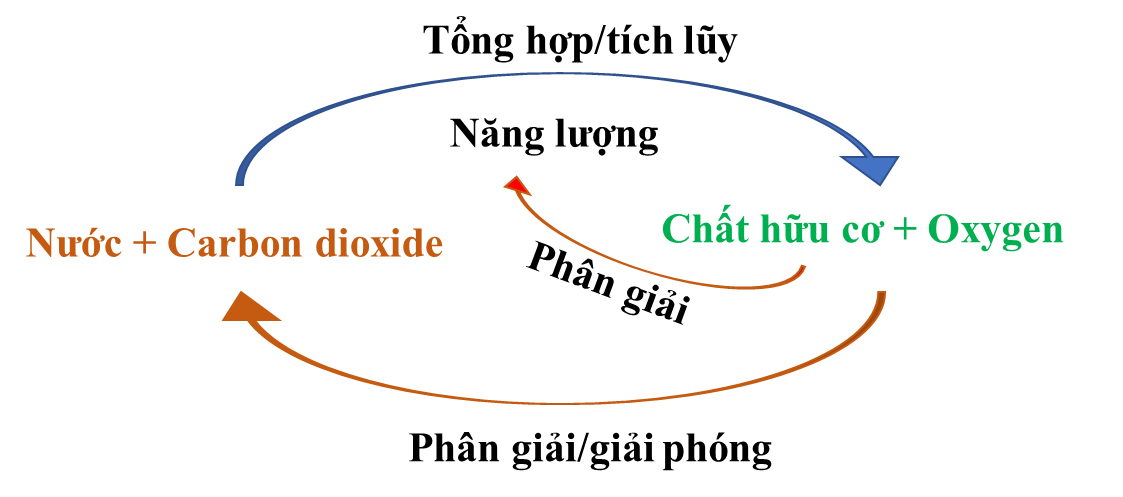 Tổng hợp/tích lũy
Năng lượng
Nước + Carbon dioxide
Chất hữu cơ + Oxygen
Phân giải
Phân giải/giải phóng